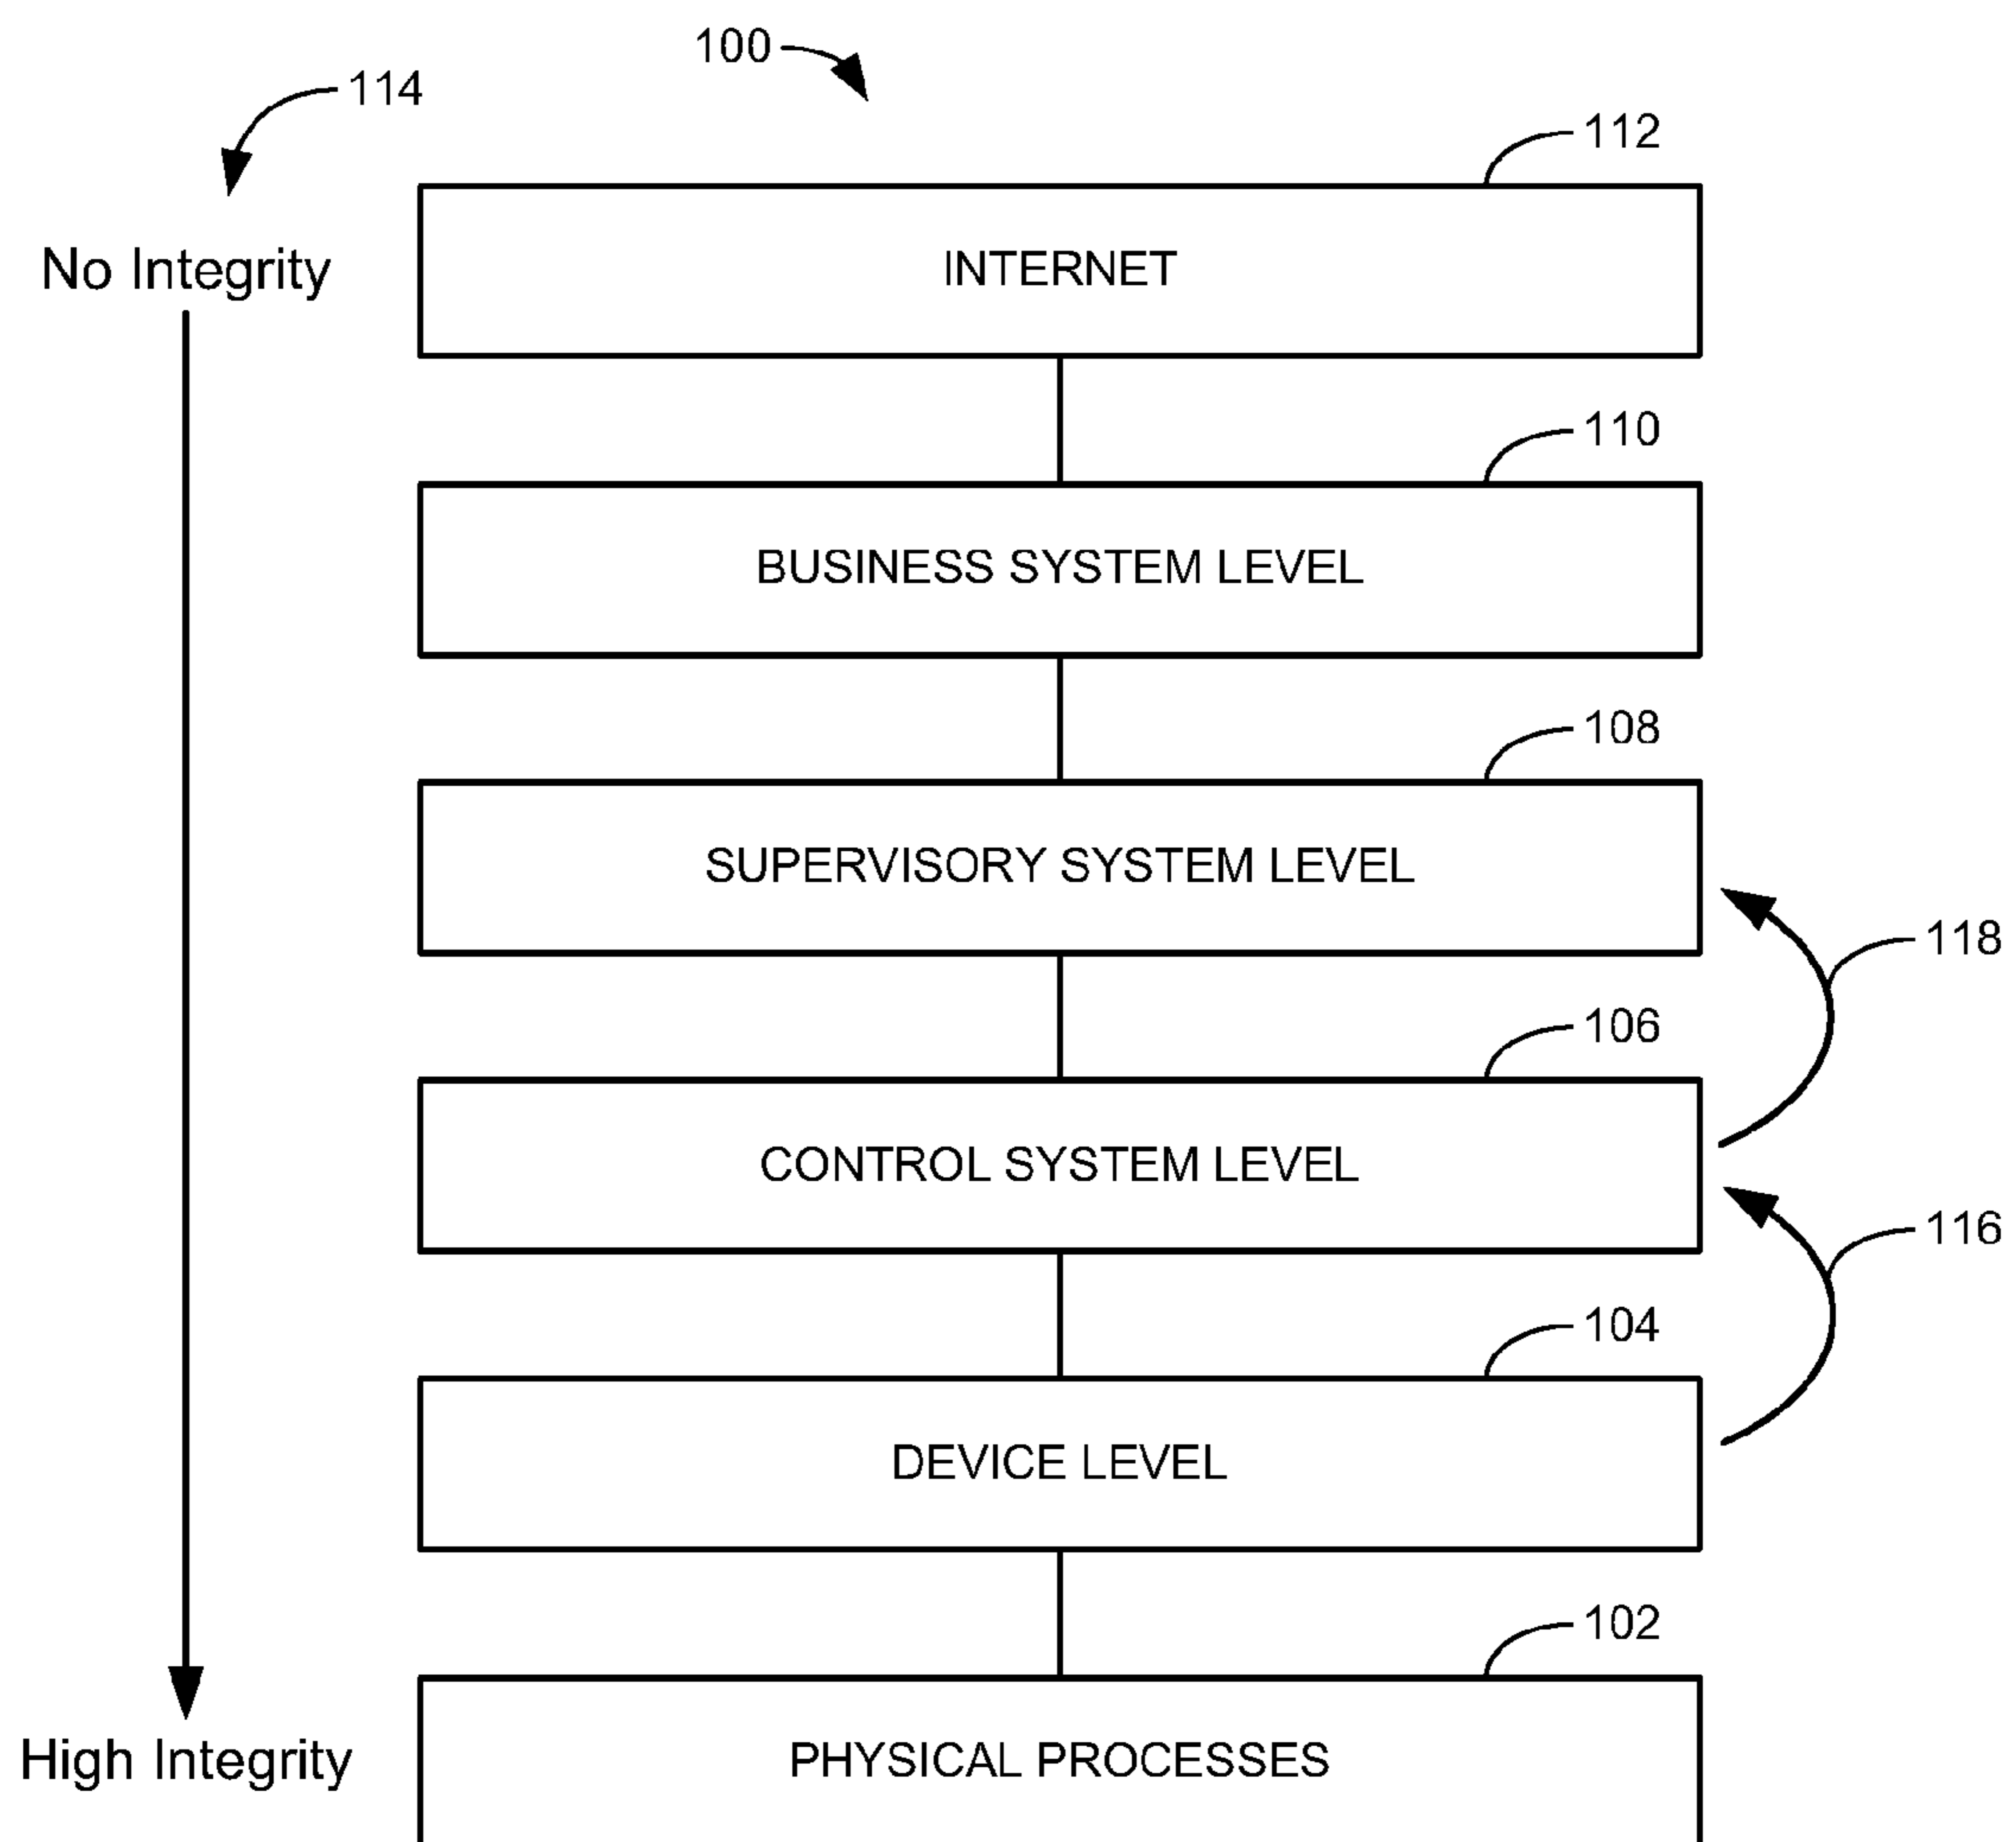 100
114
112
No Integrity
INTERNET
110
BUSINESS SYSTEM LEVEL
108
SUPERVISORY SYSTEM LEVEL
118
106
CONTROL SYSTEM LEVEL
116
104
DEVICE LEVEL
102
High Integrity
PHYSICAL PROCESSES